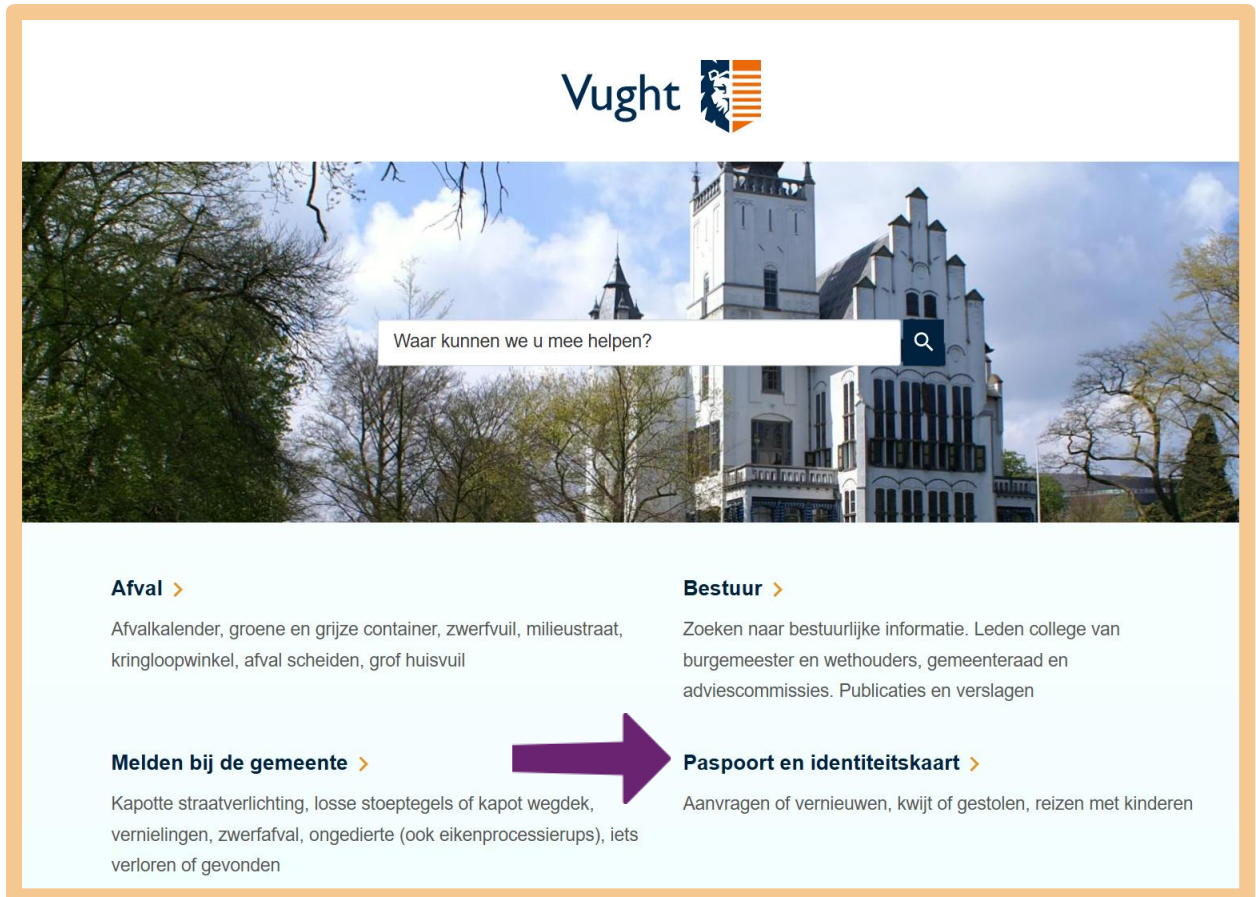 Vught
Waar kunnen we u mee helpen?
Afval
Afvalkalender, groene en grijze container, zwerfvuil, milieustraat,
kringloopwinkel, afval scheiden, grof huisvuil
Bestuur
Zoeken naar bestuurlijke informatie. Leden college van
burgemeester en wethouders, gemeenteraad en
adviescommissies. Publicaties en verslagen
Melden bij de gemeente
Kapotte straatverlichting, losse stoeptegels of kapot wegdek,
vernielingen, zwerfafval, ongedierte (ook eikenprocessierups), iets
verloren of gevonden
Paspoort en identiteitskaart
Aanvragen of vernieuwen, kwijt of gestolen, reizen met kinderen